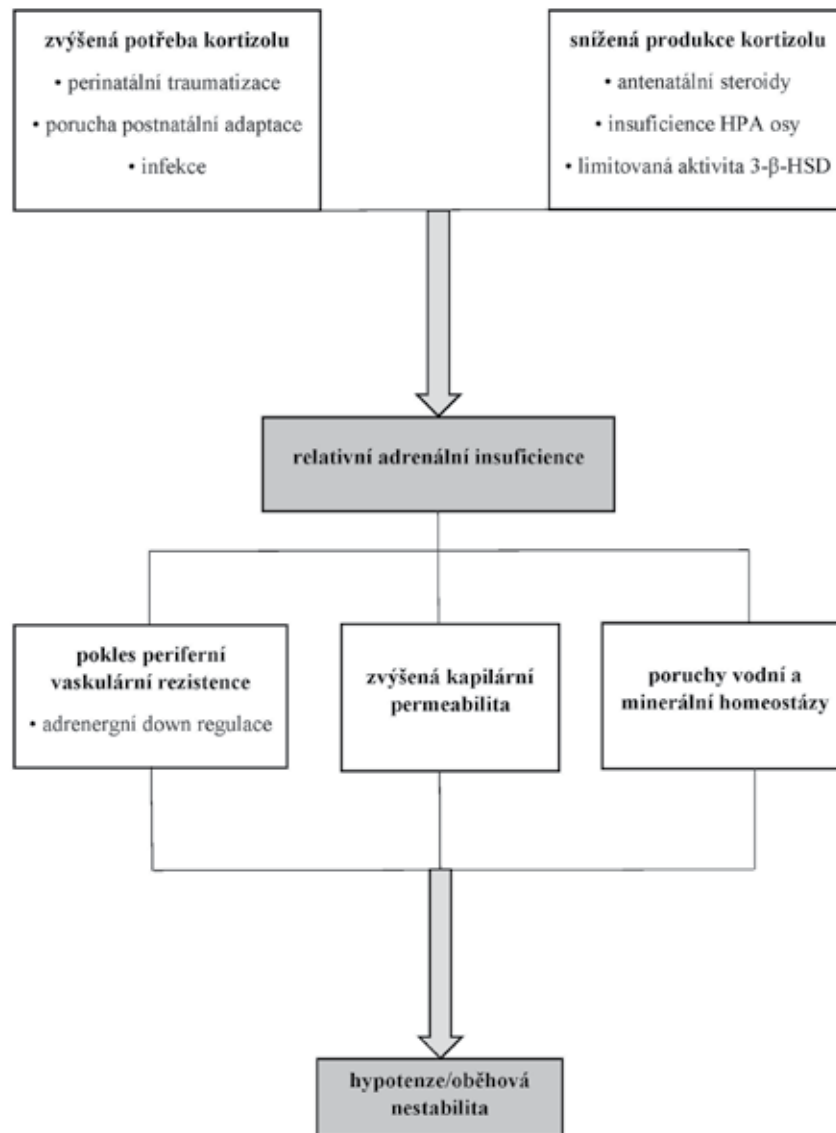 zvýšená potřeba kortizolu
• perinatální traumatizace
• porucha postnatální adaptace
• infekce
snížená produkce kortizolu
• antenatální steroidy
• insuficience HPA osy
• limitovaná aktivita 3-β-HSD
relativní adrenální insuficience
pokles periferní
vaskulární rezistence
• adrenergní down regulace
zvýšená kapilární
permeabilita
poruchy vodní a
minerální homeostázy
hypotenze/oběhová
nestabilita